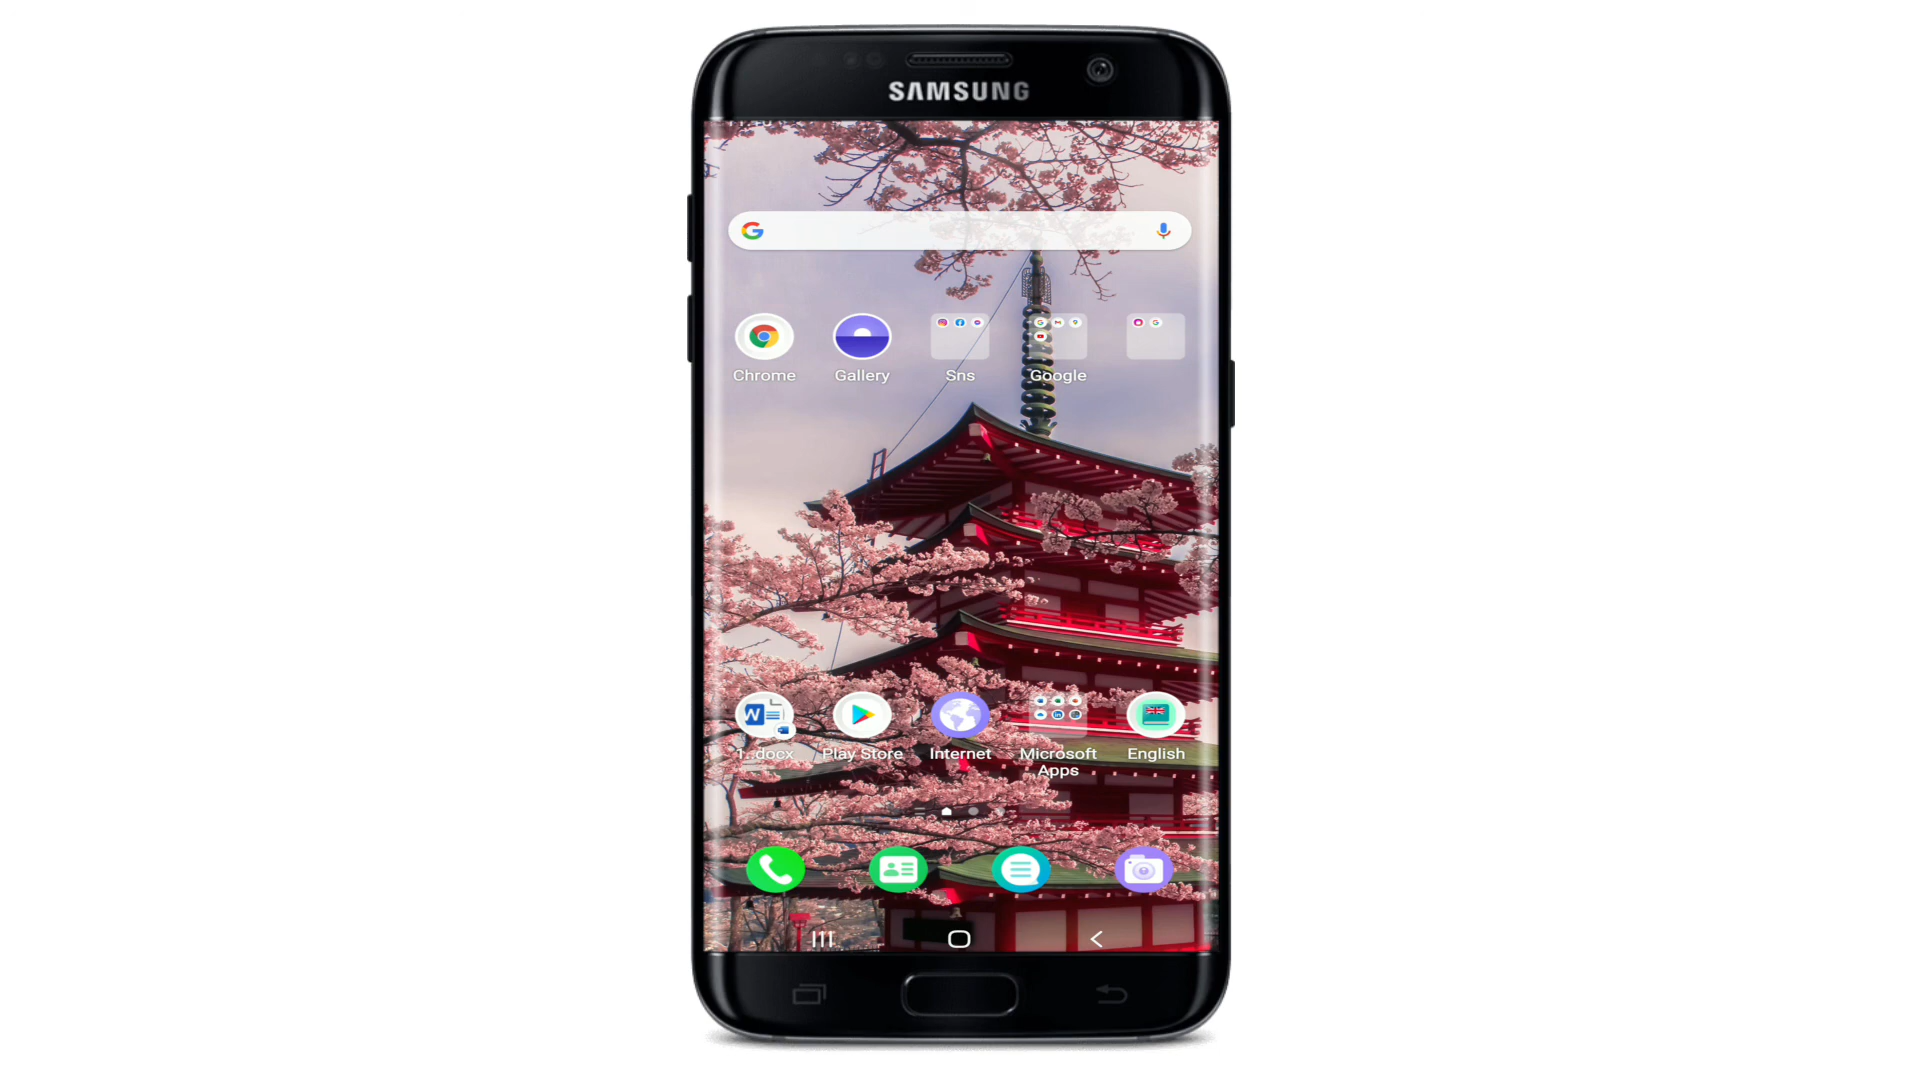 SAMSUNG
Chrome
Gallery
Sns
Google
1..docx
Play Store
Internet
Microsoft
Apps
English